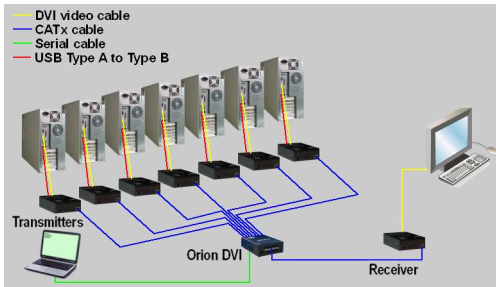 DVI video cable
CATx cable
Serial cable
USB Type A to Type B
Transmitters
Orion DVI
Receiver